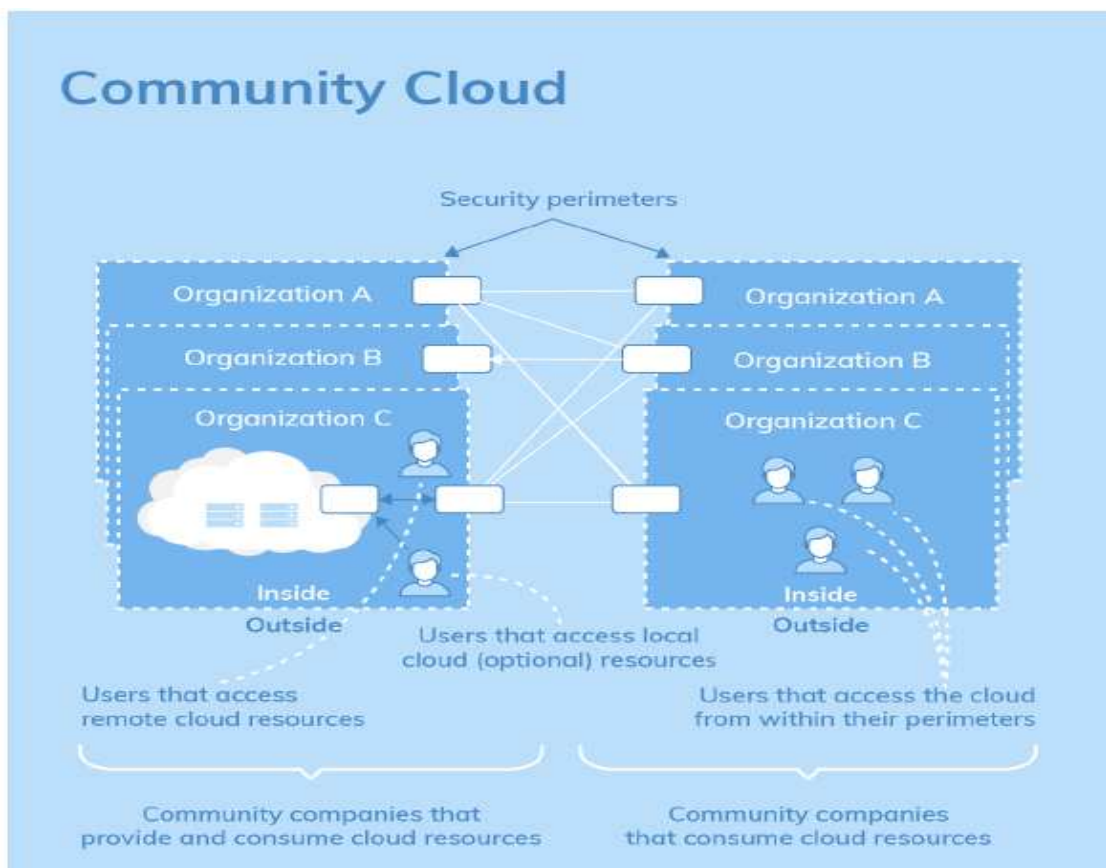 Community Cloud
Security perimeters
Organization A
Organization A
Organization B
Organization B
Organization C
Organization C
Inside
Inside
Outside
Outside
Users that access local
cloud (optional) resources
Users that access
remote cloud resources
Users that access the cloud
from within their perimeters
Community companies that
provide and consume cloud resources
Community companies
that consume cloud resources